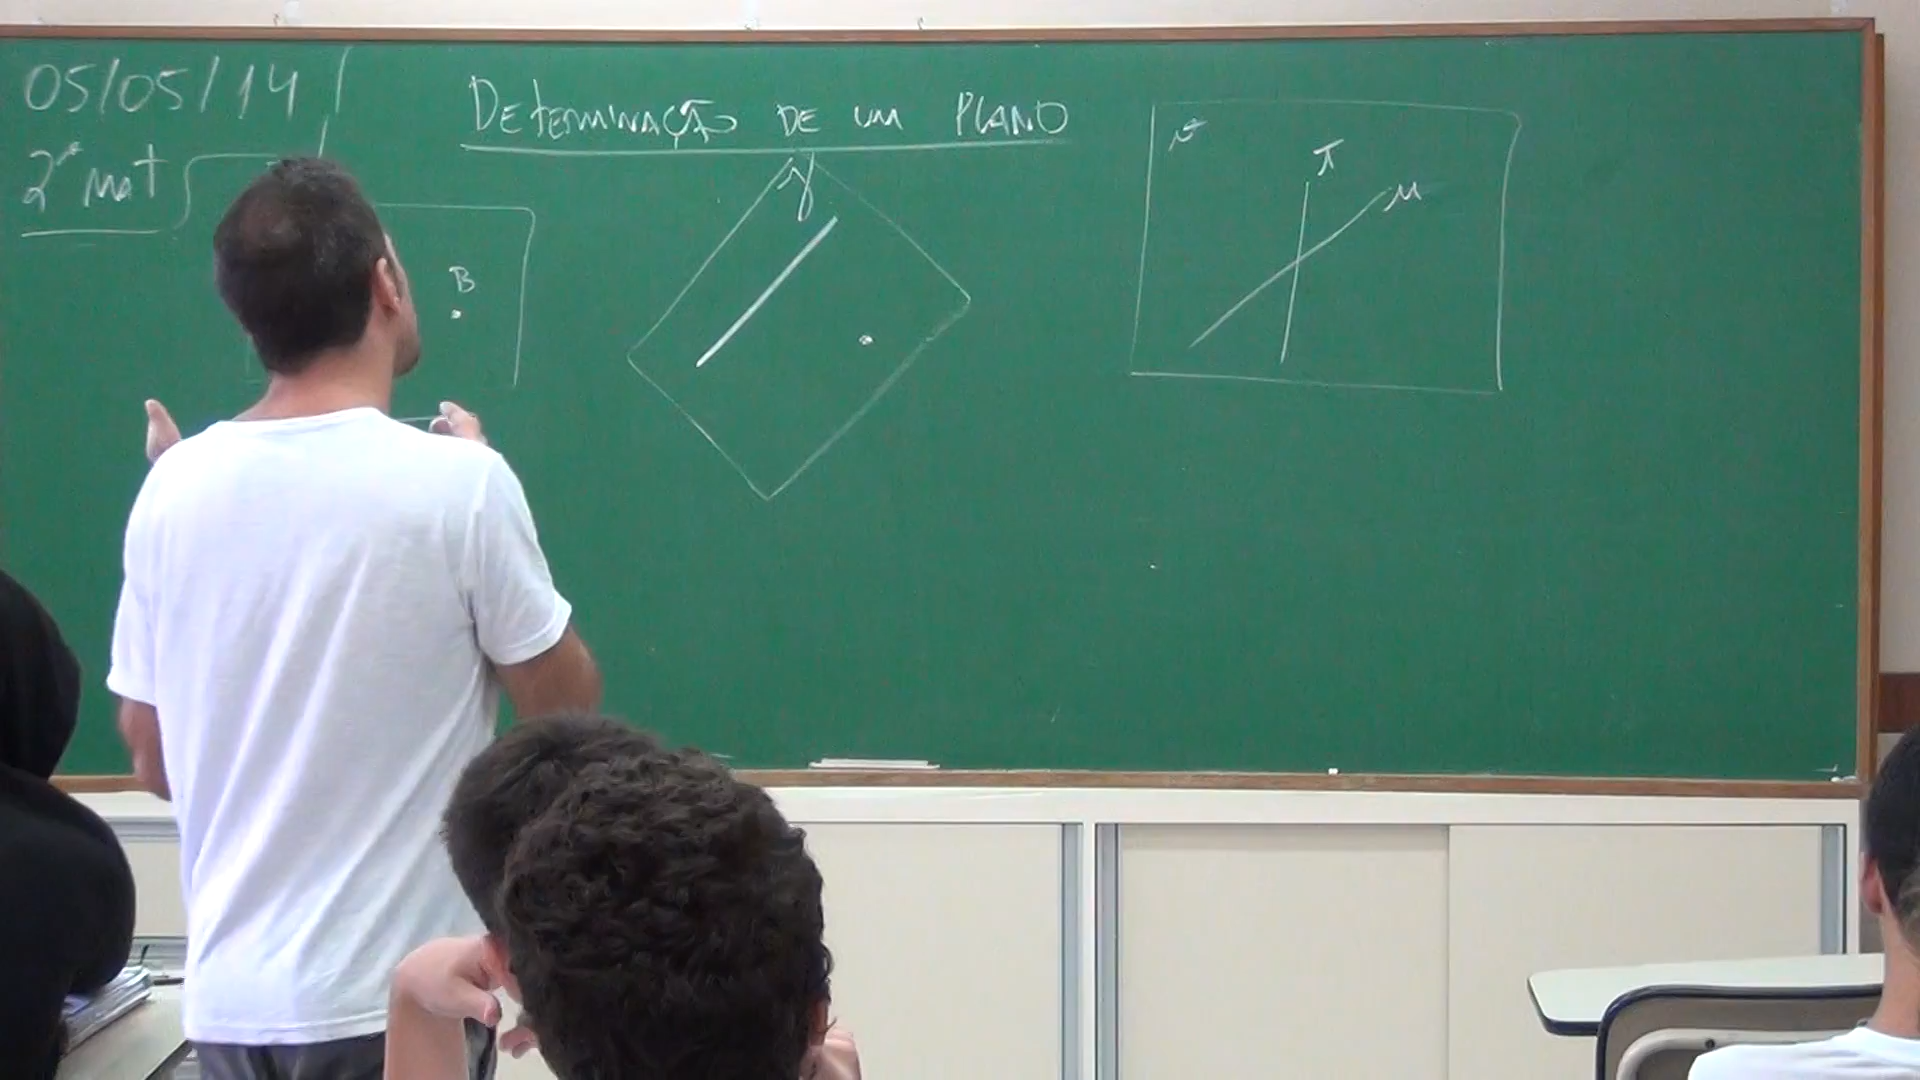 05/05/14
2ª Mat
Determinação de um plano
B
γ
π
μ